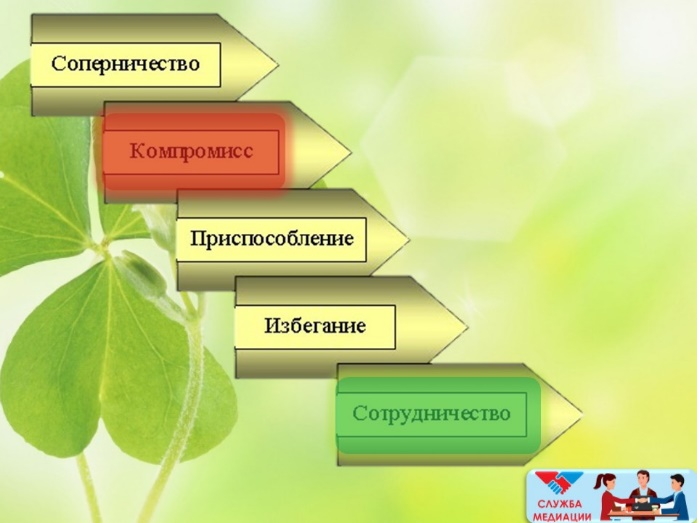 Соперничество
Компромисс
Приспособление
Избегание
Сотрудничество
СЛУЖБА
МЕДИАЦИИ